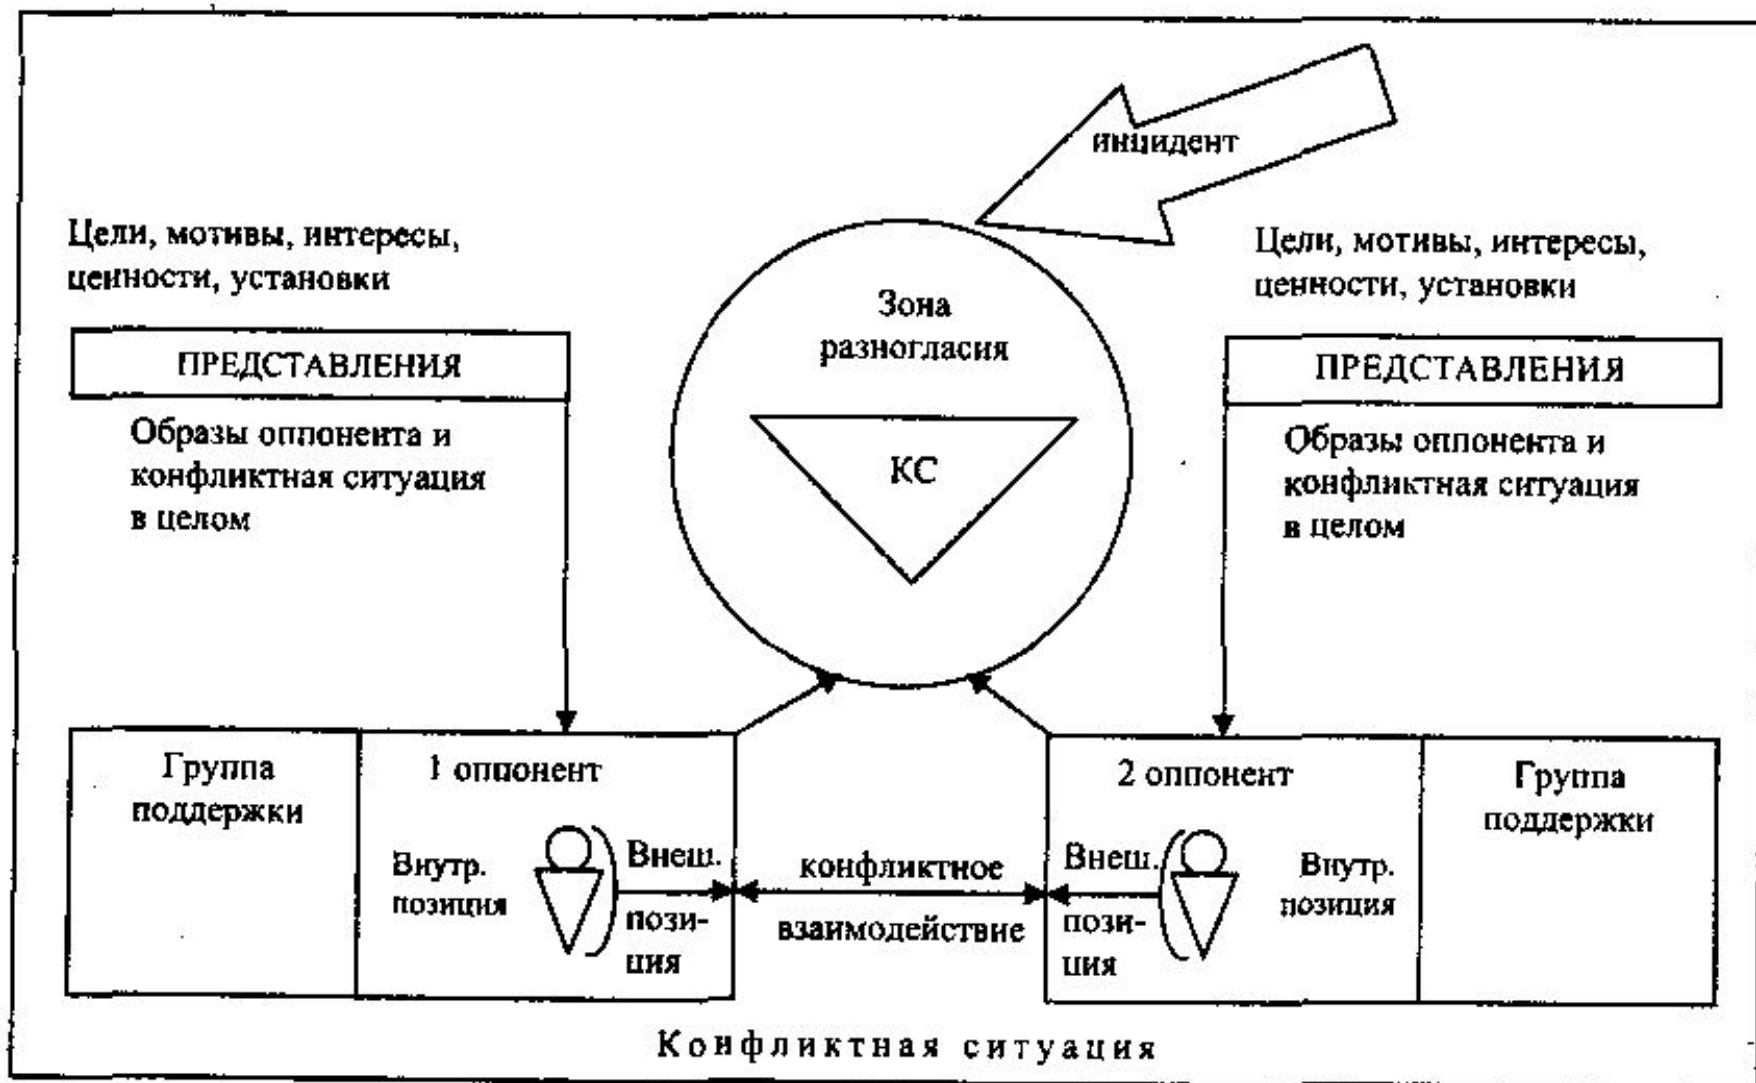 инцидент
Цели, мотивы, интересы,
ценности, установки
ПРЕДСТАВЛЕНИЯ
Образы оппонента и
конфликтная ситуация
в целом
Зона
разногласия
КС
Цели, мотивы, интересы,
ценности, установки
ПРЕДСТАВЛЕНИЯ
Образы оппонента и
конфликтная ситуация
в целом
Группа
поддержки
1 оппонент
Внутр.
позиция
Внеш.
пози-
ция
конфликтное
взаимодействие
2 оппонент
Внеш.
пози-
ция
Внутр.
позиция
Группа
поддержки
Конфликтная ситуация